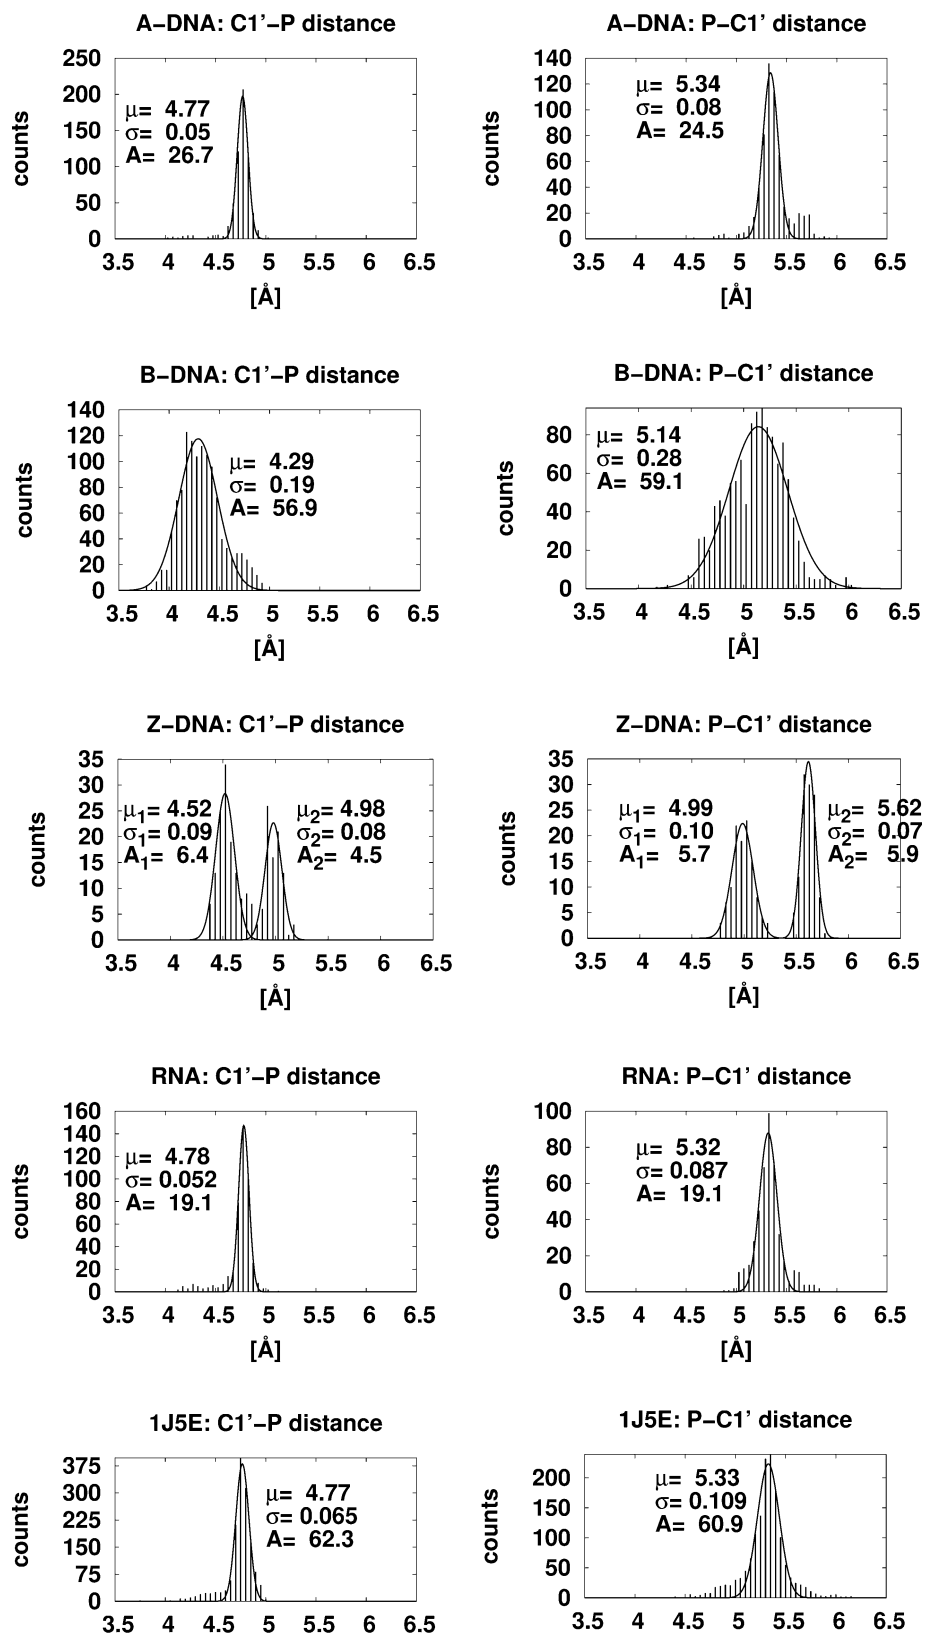 A−DNA: C1’−P distance
250
200
150
100
50
0
counts
μ= 4.77
σ= 0.05
A= 26.7
3.5 4 4.5 5 5.5 6 6.5
[Å]
A−DNA: P−C1’ distance
140
120
100
80
60
40
20
0
counts
μ= 5.34
σ= 0.08
A= 24.5
3.5 4 4.5 5 5.5 6 6.5
[Å]
B−DNA: C1’−P distance
140
120
100
80
60
40
20
0
counts
μ= 4.29
σ= 0.19
A= 56.9
3.5 4 4.5 5 5.5 6 6.5
[Å]
B−DNA: P−C1’ distance
80
60
40
20
0
counts
μ= 5.14
σ= 0.28
A= 59.1
3.5 4 4.5 5 5.5 6 6.5
[Å]
Z−DNA: C1’−P distance
35
30
25
20
15
10
5
0
counts
μ1= 4.52
σ1= 0.09
A1= 6.4
μ2= 4.98
σ2= 0.08
A2= 4.5
3.5 4 4.5 5 5.5 6 6.5
[Å]
Z−DNA: P−C1’ distance
35
30
25
20
15
10
5
0
counts
μ1= 4.99
σ1= 0.10
A1= 5.7
μ2= 5.62
σ2= 0.07
A2= 5.9
3.5 4 4.5 5 5.5 6 6.5
[Å]
RNA: C1’−P distance
160
140
120
100
80
60
40
20
0
counts
μ= 4.78
σ= 0.052
A= 19.1
3.5 4 4.5 5 5.5 6 6.5
[Å]
RNA: P−C1’ distance
100
80
60
40
20
0
counts
μ= 5.32
σ= 0.087
A= 19.1
3.5 4 4.5 5 5.5 6 6.5
[Å]
1J5E: C1’−P distance
375
300
225
150
75
0
counts
μ= 4.77
σ= 0.065
A= 62.3
3.5 4 4.5 5 5.5 6 6.5
1J5E: P−C1’ distance
200
150
100
50
0
counts
μ= 5.33
σ= 0.109
A= 60.9
3.5 4 4.5 5 5.5 6 6.5